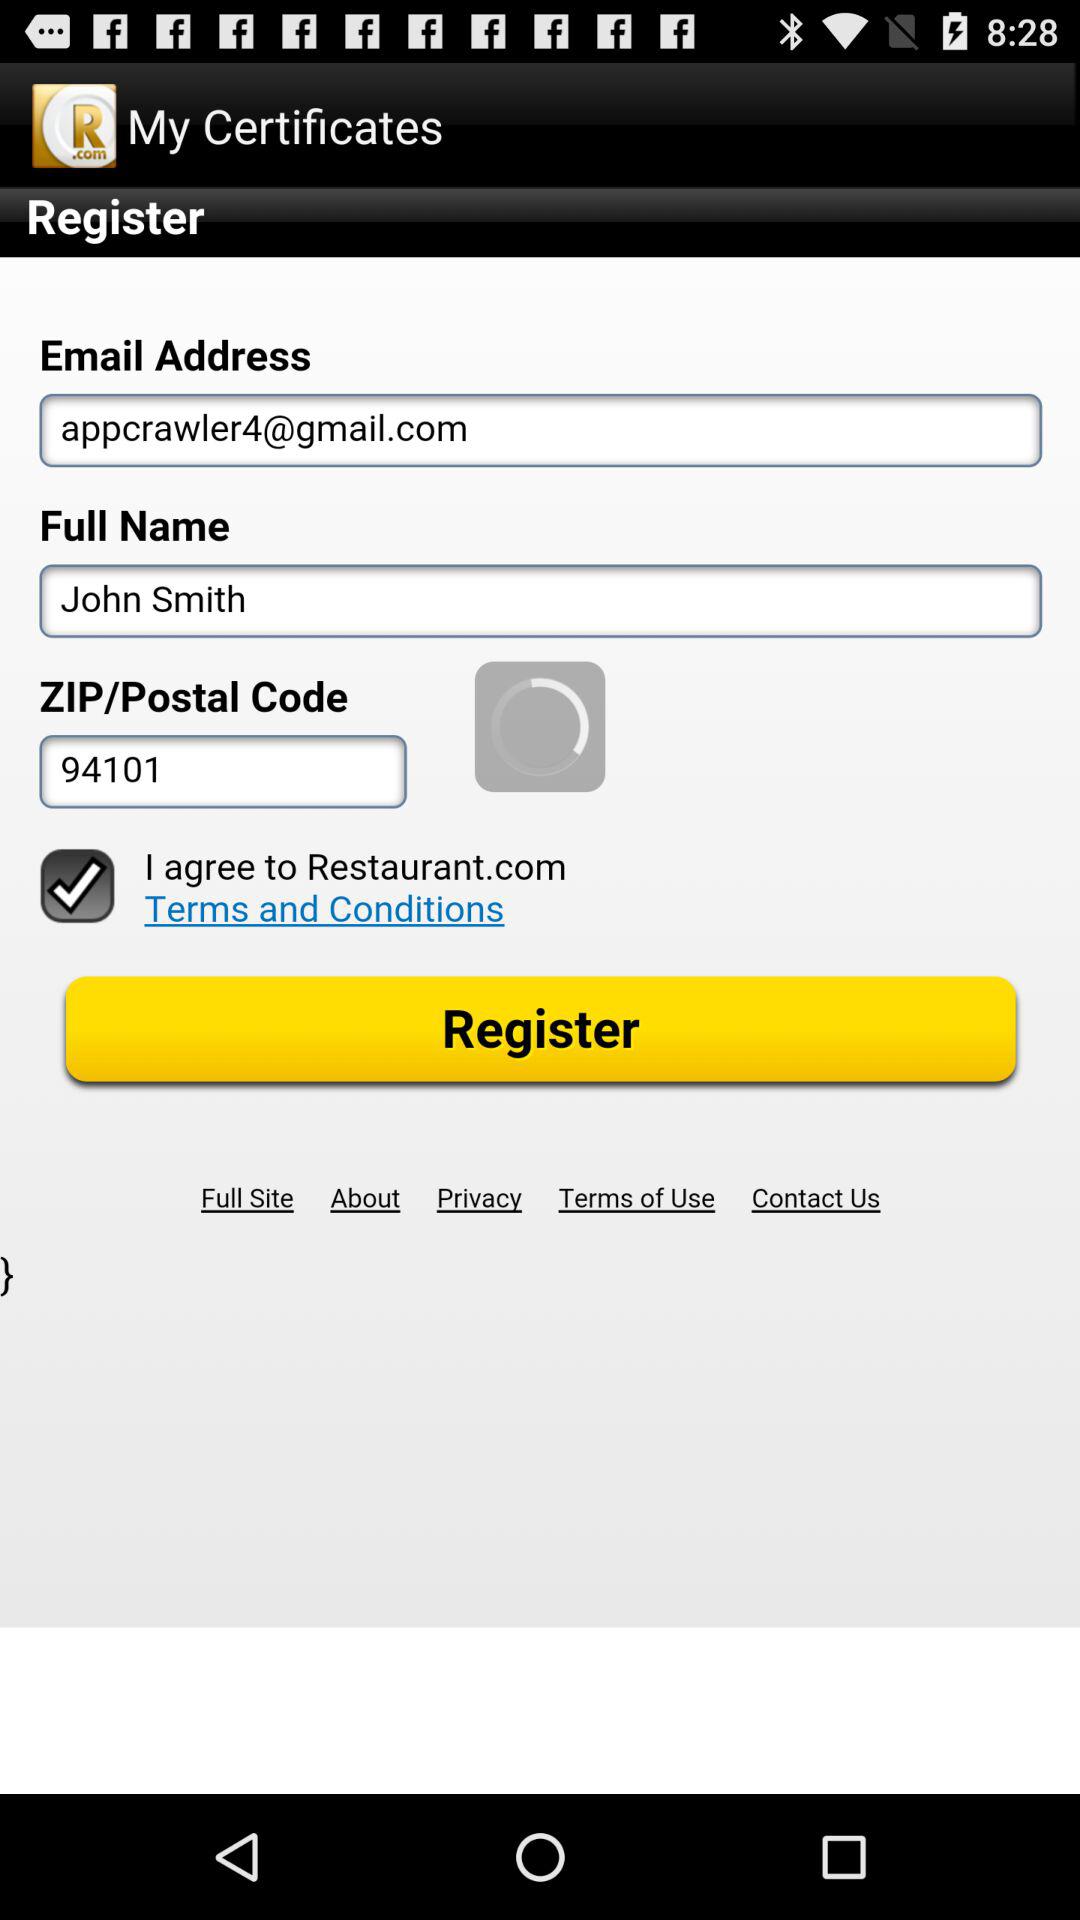 8:28
R
.com
My Certificates
Register
Email Address
appcrawler4@gmail.com
Full Name
John Smith
ZIP/Postal Code
94101
I agree to Restaurant.com
Terms and Conditions
Register
Full Site About Privacy Terms of Use Contact Us
}